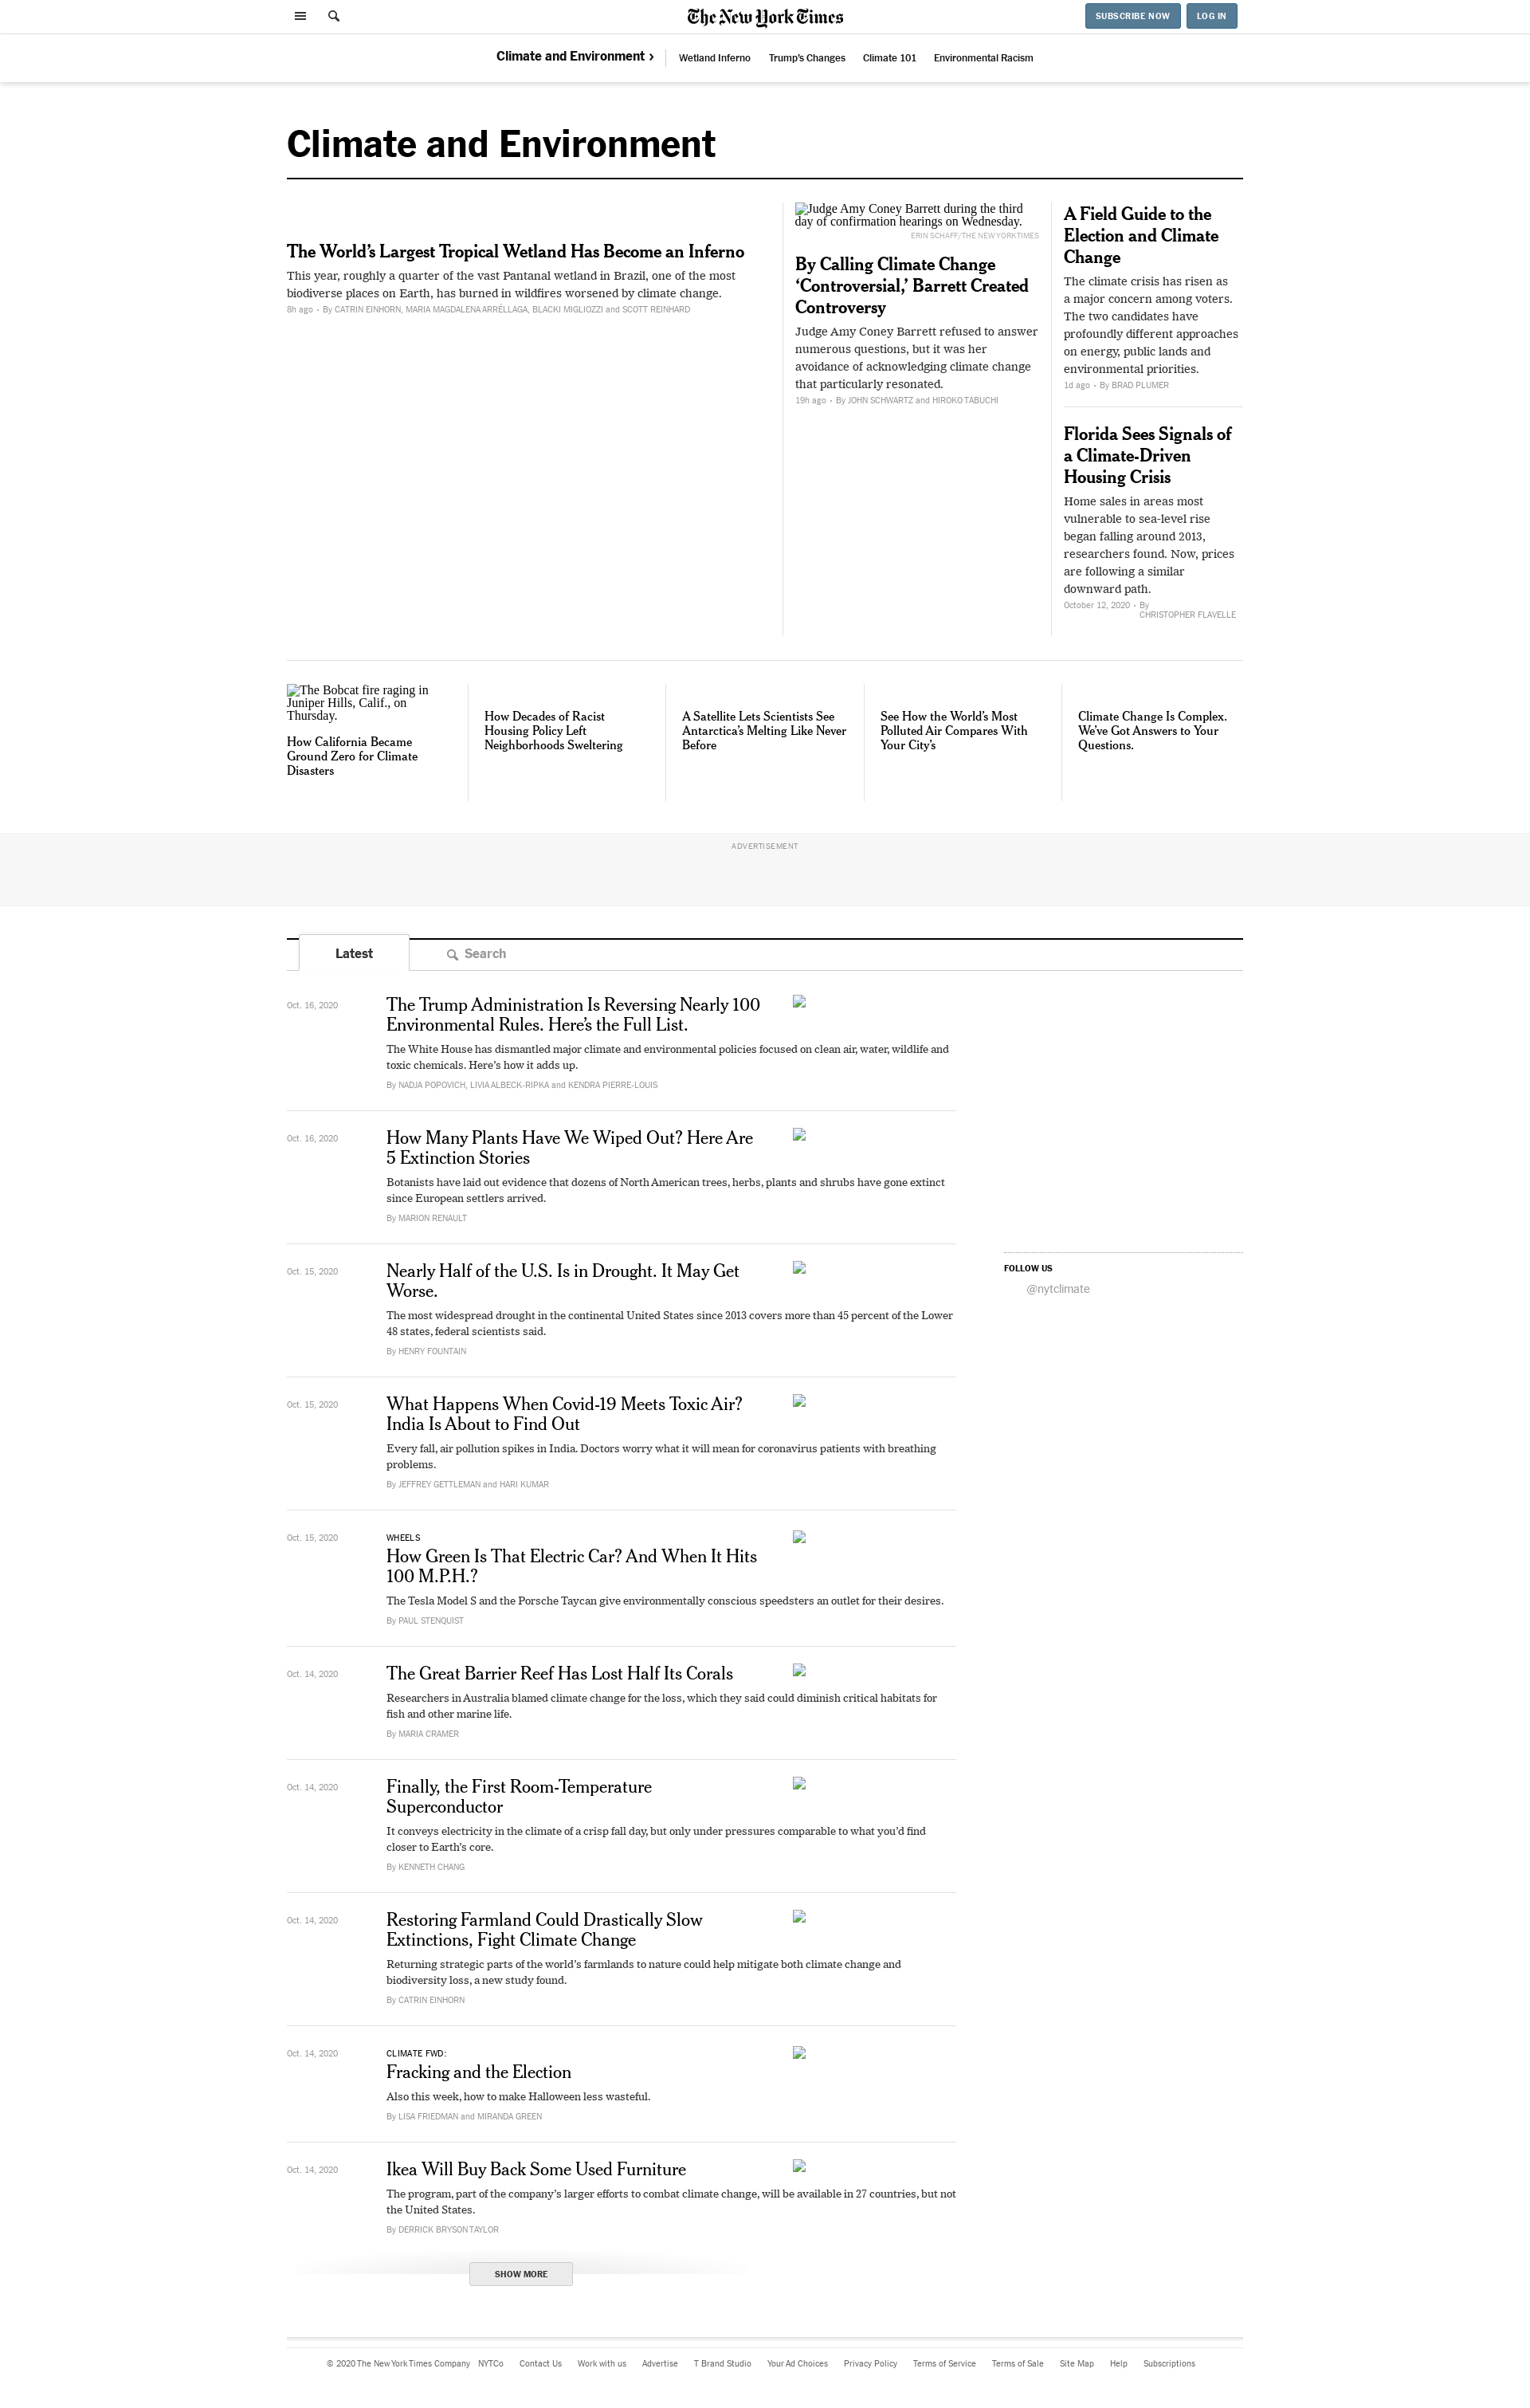 The New York Times
SUBSCRIBE NOW
LOG IN
Climate and Environment ›
Wetland Inferno
Trump's Changes
Climate 101
Environmental Racism
Climate and Environment
The World’s Largest Tropical Wetland Has Become an Inferno
This year, roughly a quarter of the vast Pantanal wetland in Brazil, one of the most
biodiverse places on Earth, has burned in wildfires worsened by climate change.
8h ago • By CATRIN EINHORN, MARIA MAGDALENA ARRÉLLAGA, BLACKI MIGLIOZZI and SCOTT REINHARD
Judge Amy Coney Barrett during the third
day of confirmation hearings on Wednesday.
ERIN SCHAFF/THE NEW YORK TIMES
By Calling Climate Change
‘Controversial,’ Barrett Created
Controversy
Judge Amy Coney Barrett refused to answer
numerous questions, but it was her
avoidance of acknowledging climate change
that particularly resonated.
19h ago • By JOHN SCHWARTZ and HIROKO TABUCHI
A Field Guide to the
Election and Climate
Change
The climate crisis has risen as
a major concern among voters.
The two candidates have
profoundly different approaches
on energy, public lands and
environmental priorities.
1d ago • By BRAD PLUMER
Florida Sees Signals of
a Climate-Driven
Housing Crisis
Home sales in areas most
vulnerable to sea-level rise
began falling around 2013,
researchers found. Now, prices
are following a similar
downward path.
October 12, 2020 • By
CHRISTOPHER FLAVELLE
The Bobcat fire raging in
Juniper Hills, Calif., on
Thursday.
How California Became
Ground Zero for Climate
Disasters
How Decades of Racist
Housing Policy Left
Neighborhoods Sweltering
A Satellite Lets Scientists See
Antarctica’s Melting Like Never
Before
See How the World’s Most
Polluted Air Compares With
Your City’s
Climate Change Is Complex.
We’ve Got Answers to Your
Questions.
ADVERTISEMENT
Latest
Search
Oct. 16, 2020
The Trump Administration Is Reversing Nearly 100
Environmental Rules. Here’s the Full List.
The White House has dismantled major climate and environmental policies focused on clean air, water, wildlife and
toxic chemicals. Here’s how it adds up.
By NADJA POPOVICH, LIVIA ALBECK-RIPKA and KENDRA PIERRE-LOUIS
Oct. 16, 2020
How Many Plants Have We Wiped Out? Here Are
5 Extinction Stories
Botanists have laid out evidence that dozens of North American trees, herbs, plants and shrubs have gone extinct
since European settlers arrived.
By MARION RENAULT
Oct. 15, 2020
Nearly Half of the U.S. Is in Drought. It May Get
Worse.
The most widespread drought in the continental United States since 2013 covers more than 45 percent of the Lower
48 states, federal scientists said.
By HENRY FOUNTAIN
FOLLOW US
@nytclimate
Oct. 15, 2020
What Happens When Covid-19 Meets Toxic Air?
India Is About to Find Out
Every fall, air pollution spikes in India. Doctors worry what it will mean for coronavirus patients with breathing
problems.
By JEFFREY GETTLEMAN and HARI KUMAR
Oct. 15, 2020
WHEELS
How Green Is That Electric Car? And When It Hits
100 M.P.H.?
The Tesla Model S and the Porsche Taycan give environmentally conscious speedsters an outlet for their desires.
By PAUL STENQUIST
Oct. 14, 2020
The Great Barrier Reef Has Lost Half Its Corals
Researchers in Australia blamed climate change for the loss, which they said could diminish critical habitats for
fish and other marine life.
By MARIA CRAMER
Oct. 14, 2020
Finally, the First Room-Temperature
Superconductor
It conveys electricity in the climate of a crisp fall day, but only under pressures comparable to what you’d find
closer to Earth’s core.
By KENNETH CHANG
Oct. 14, 2020
Restoring Farmland Could Drastically Slow
Extinctions, Fight Climate Change
Returning strategic parts of the world’s farmlands to nature could help mitigate both climate change and
biodiversity loss, a new study found.
By CATRIN EINHORN
Oct. 14, 2020
CLIMATE FWD:
Fracking and the Election
Also this week, how to make Halloween less wasteful.
By LISA FRIEDMAN and MIRANDA GREEN
Oct. 14, 2020
Ikea Will Buy Back Some Used Furniture
The program, part of the company’s larger efforts to combat climate change, will be available in 27 countries, but not
the United States.
By DERRICK BRYSON TAYLOR
SHOW MORE
© 2020 The New York Times Company
NYTCo
Contact Us
Work with us
Advertise
T Brand Studio
Your Ad Choices
Privacy Policy
Terms of Service
Terms of Sale
Site Map
Help
Subscriptions